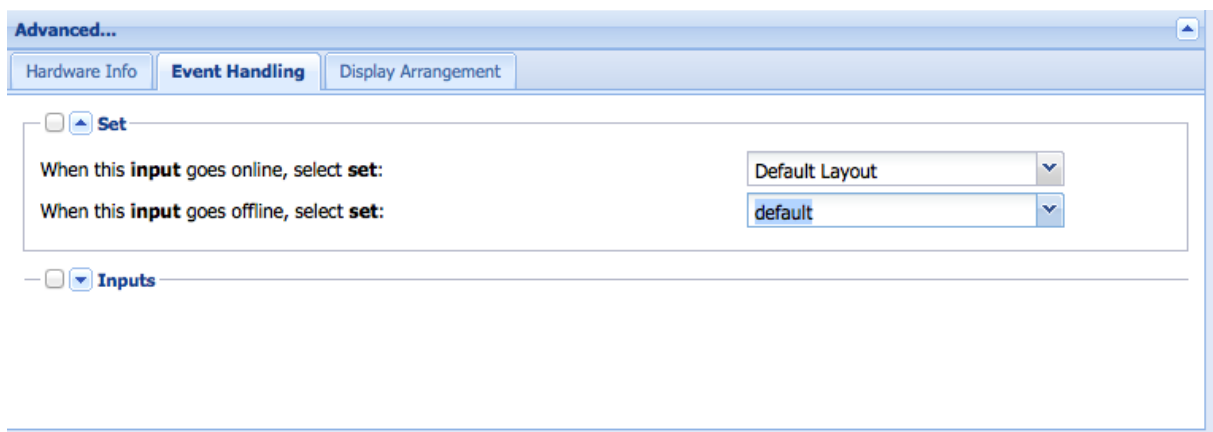 Advanced...
Hardware Info Event Handling Display Arrangement
Set
When this input goes online, select set: Default Layout
When this input goes offline, select set: default
Inputs